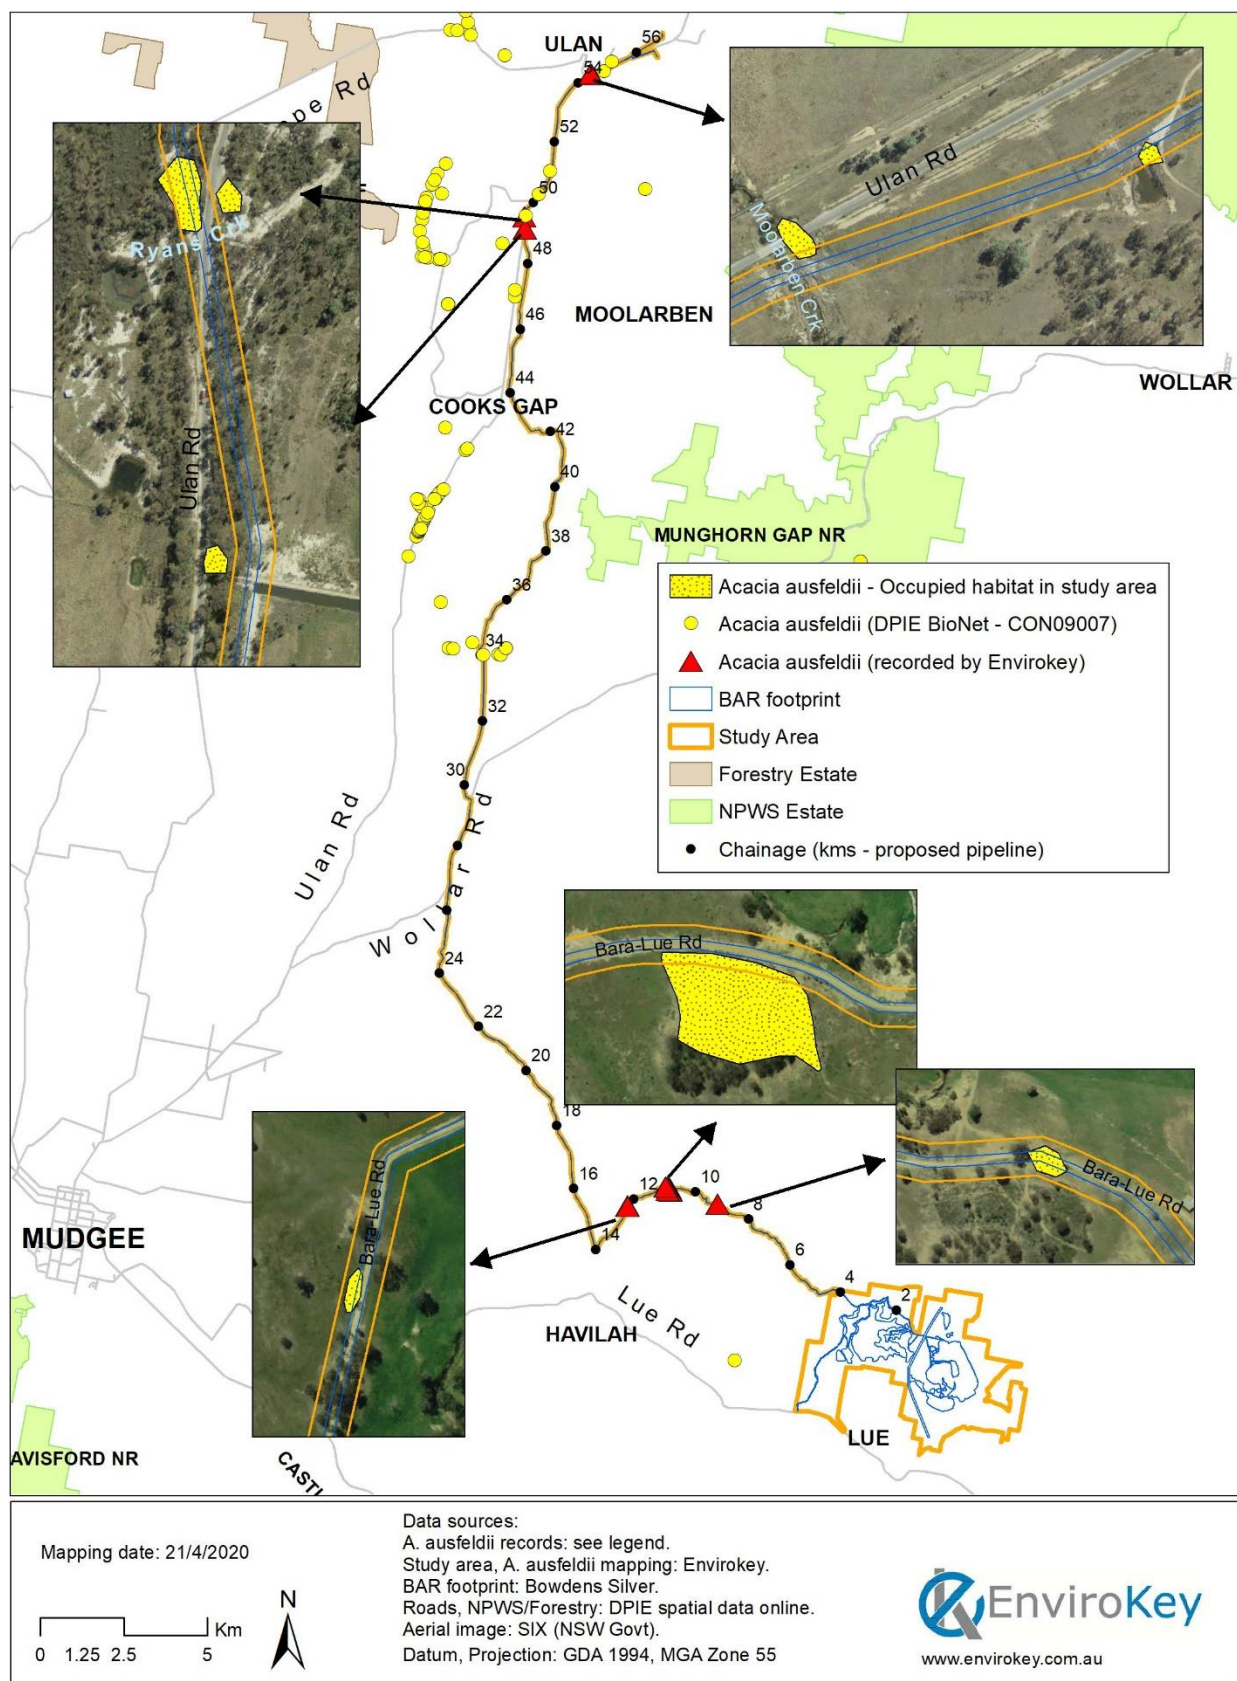 ULAN
56
54
52
50
48
46
44
42
40
38
36
34
32
30
24
22
20
18
16
14
12
10
8
6
4
2
ope Rd
Ryans Crk
Ulan Rd
Ulan Rd
Moolarben Crk
MOOLARBEN
WOLLAR
COOKS GAP
MUNGHORN GAP NR
Acacia ausfeldii - Occupied habitat in study area
Acacia ausfeldii (DPIE BioNet - CON09007)
Acacia ausfeldii (recorded by Envirokey)
BAR footprint
Study Area
Forestry Estate
NPWS Estate
Chainage (kms - proposed pipeline)
Ulan Rd
Wollar Rd
Bara-Lue Rd
Bara-Lue Rd
Bara-Lue Rd
MUDGEE
HAVILAH
Lue Rd
LUE
AVISFORD NR
CASTL
Mapping date: 21/4/2020
N
Km
0 1.25 2.5 5
Data sources:
A. ausfeldii records: see legend.
Study area, A. ausfeldii mapping: Envirokey.
BAR footprint: Bowdens Silver.
Roads, NPWS/Forestry: DPIE spatial data online.
Aerial image: SIX (NSW Govt).
Datum, Projection: GDA 1994, MGA Zone 55
EnviroKey
www.envirokey.com.au